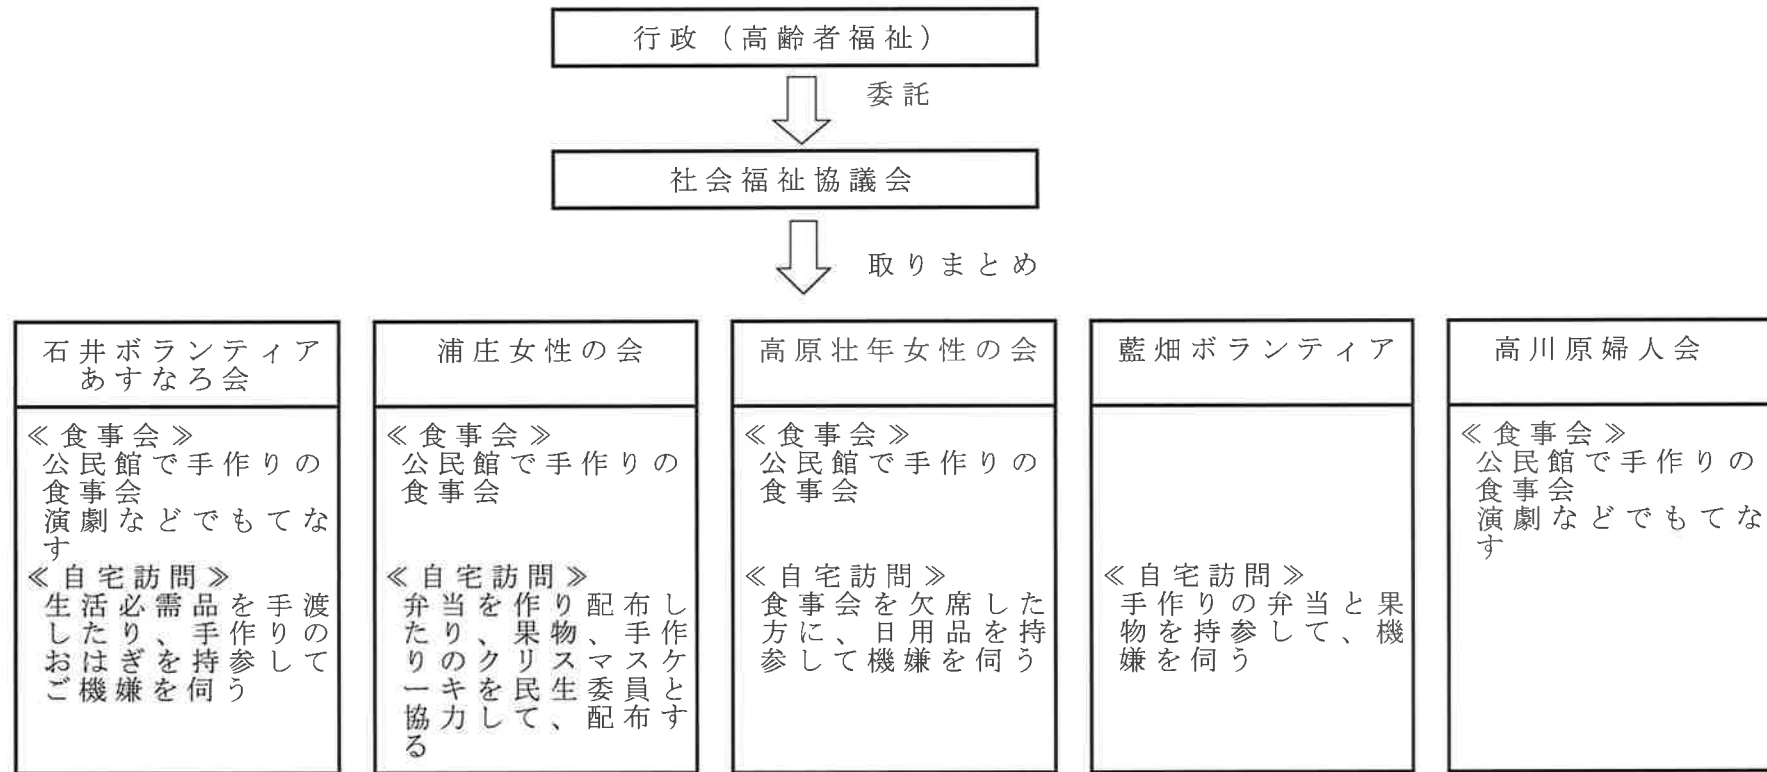 行政（高齢者福祉）
委託
社会福祉協議会
取りまとめ
石井ボランティア
あすなろ会
≪食事会≫
公民館で手作りの
食事会
演劇などでもてな
す
≪自宅訪問≫
生活必需品を手渡
したり、手作りの
おはぎを持参して
ご機嫌を伺う
浦庄女性の会
≪食事会≫
公民館で手作りの
食事会
≪自宅訪問≫
弁当を作り配布し
たり、果物、手作
りのクリスマスケ
ーキを民生委員と
協力して、配布す
る
高原壮年女性の会
≪食事会≫
公民館で手作りの
食事会
≪自宅訪問≫
食事会を欠席した
方に、日用品を持
参して機嫌を伺う
藍畑ボランティア
≪自宅訪問≫
手作りの弁当と果
物を持参して、機
嫌を伺う
高川原婦人会
≪食事会≫
公民館で手作りの
食事会
演劇などでもてな
す